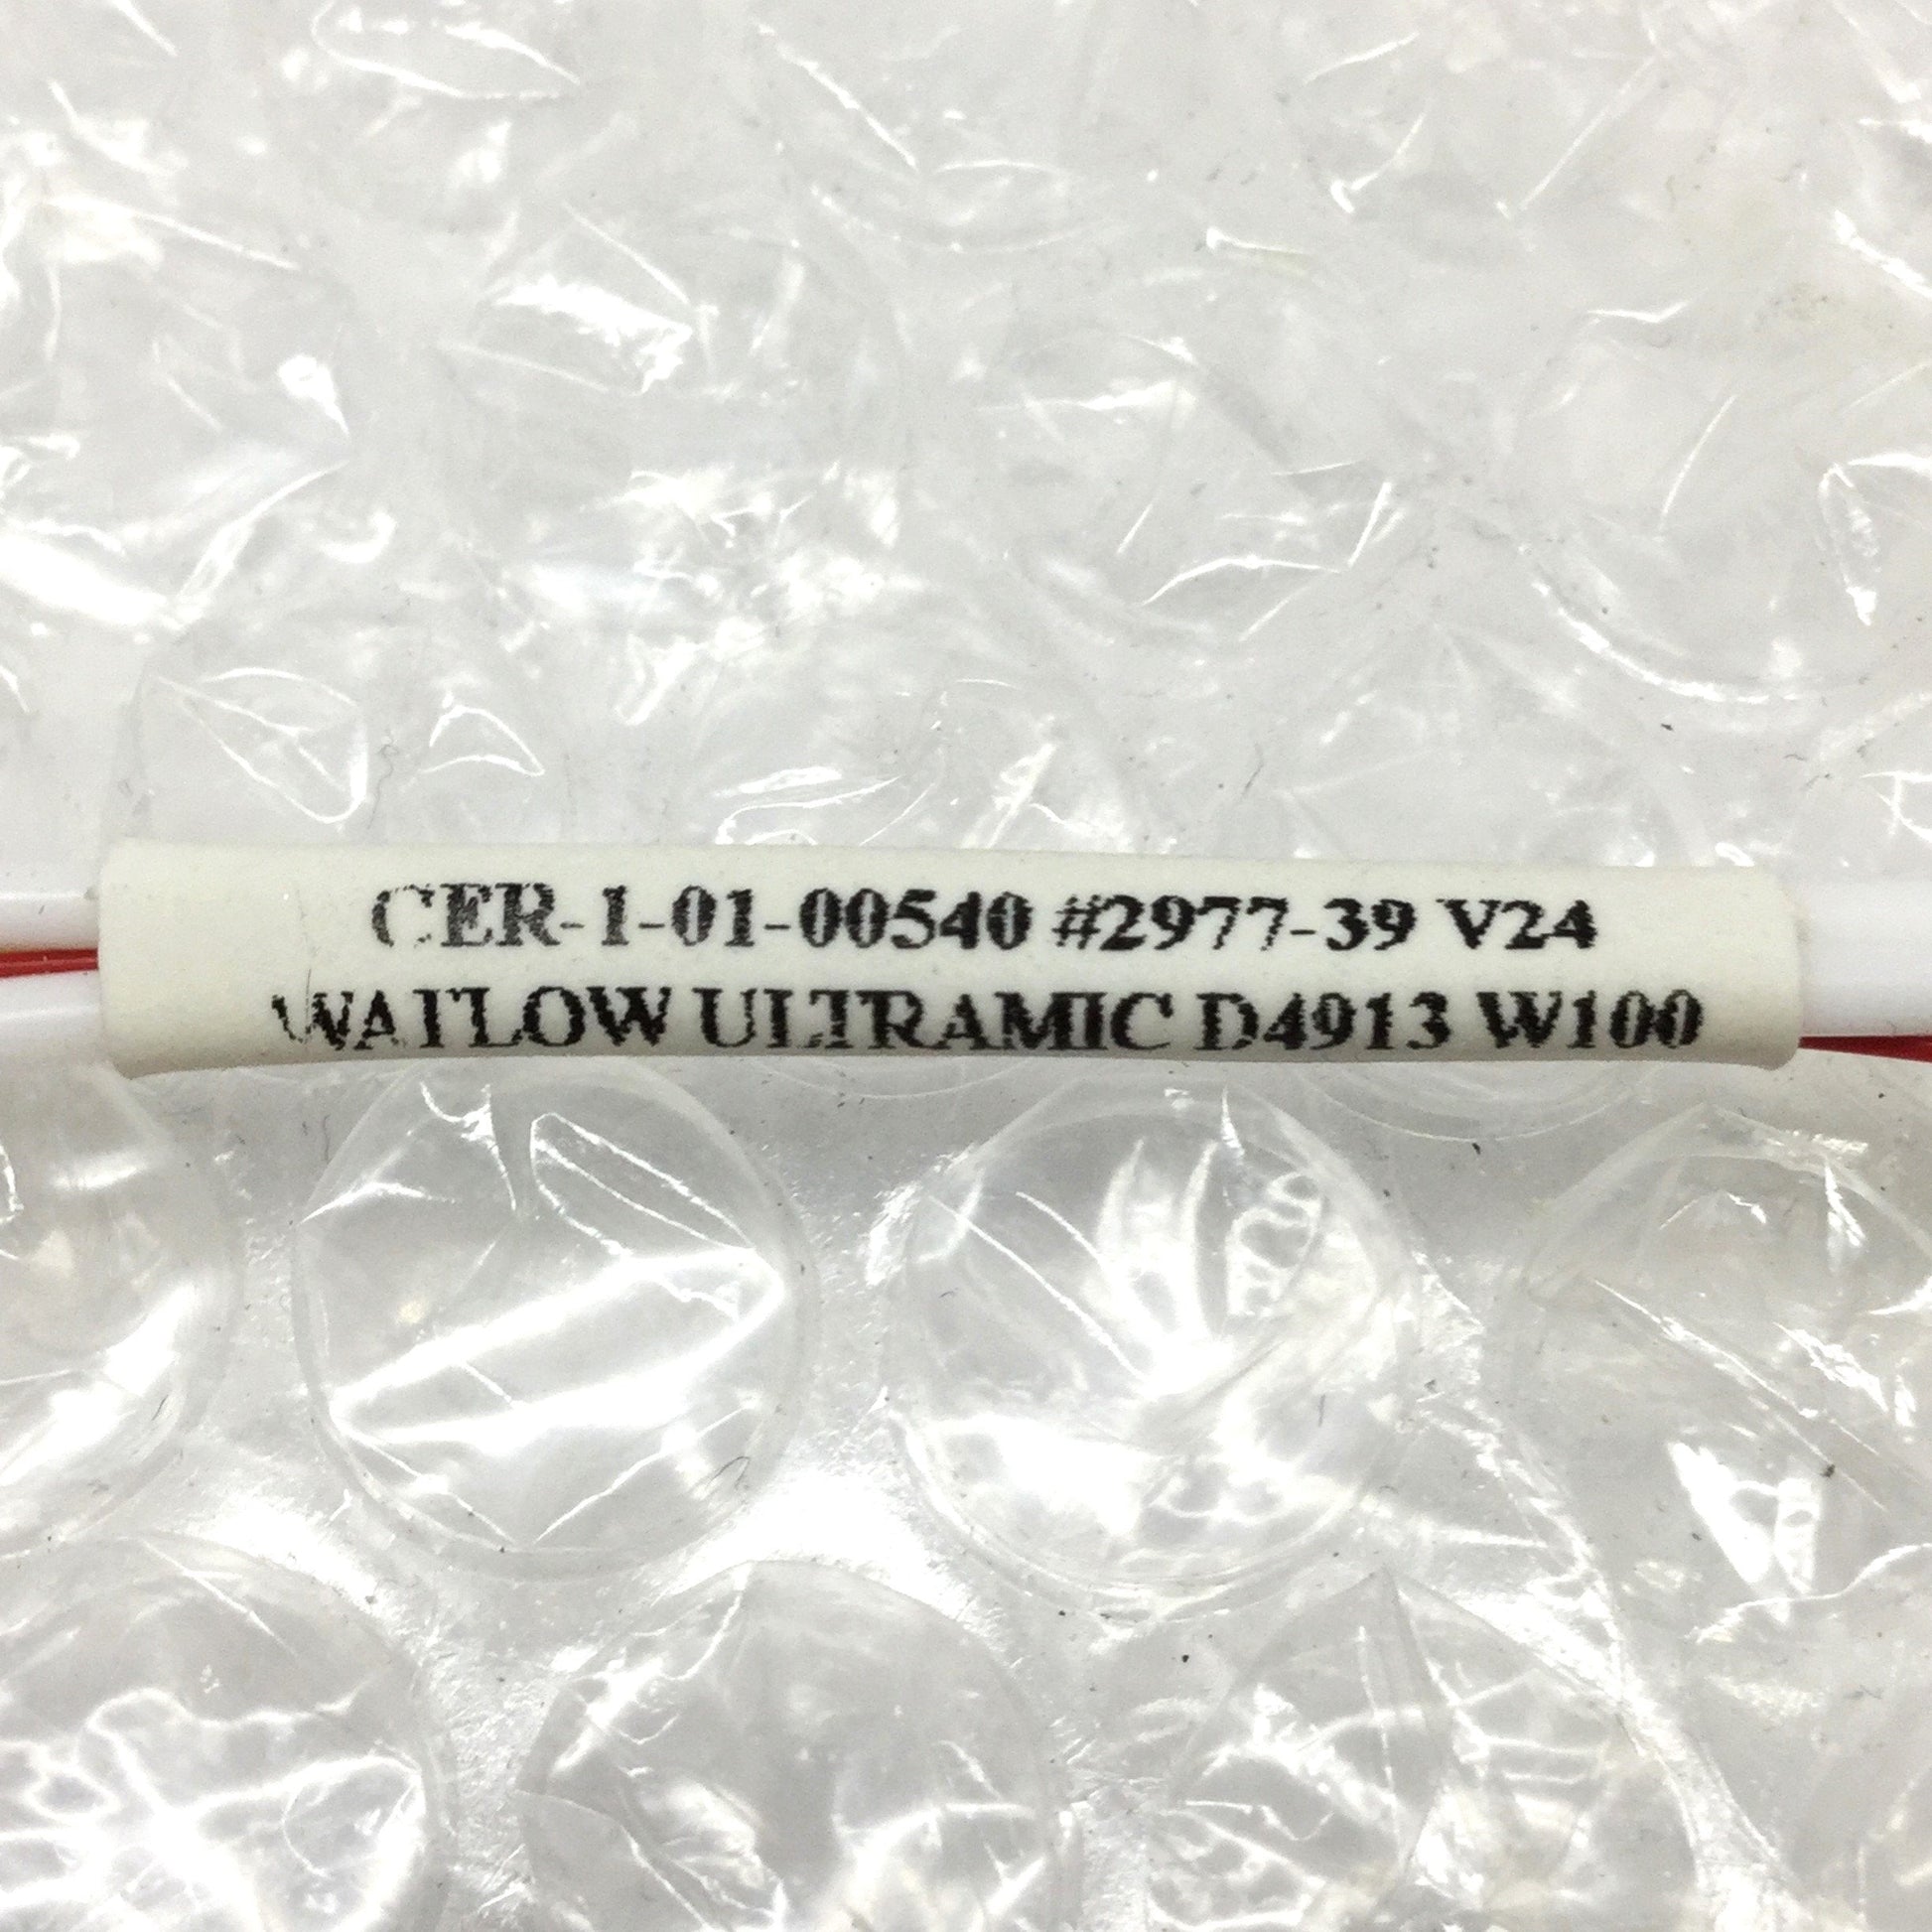 CER-1-01-00540 #2977-39 V24
WATLOW ULTRAMIC D4913 W100